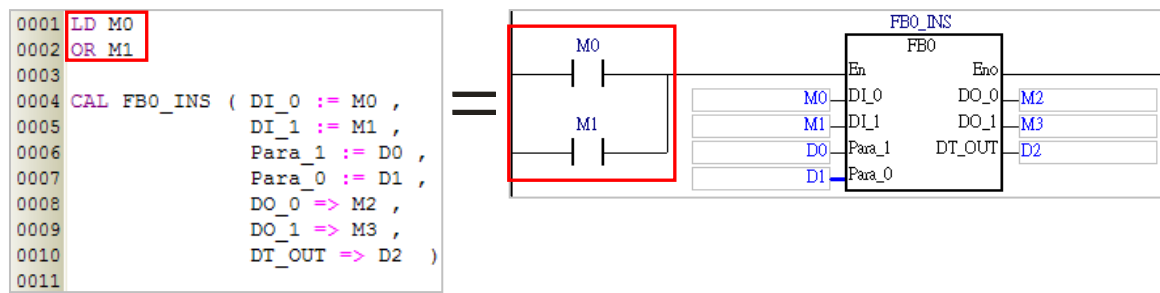 0001 LD M0
0002 OR M1
0003
0004 CAL FB0_INS ( DI_0 := M0 ,
0005 DI_1 := M1 ,
0006 Para_1 := D0 ,
0007 Para_0 := D1 ,
0008 DO_0 => M2 ,
0009 DO_1 => M3 ,
0010 DT_OUT => D2 )
0011
=
FB0_INS
M0 FB0
En Eno
M0 DI_0 DO_0 M2
M1
M1 DI_1 DO_1 M3
D0 Para_1 DT_OUT D2
D1 Para_0